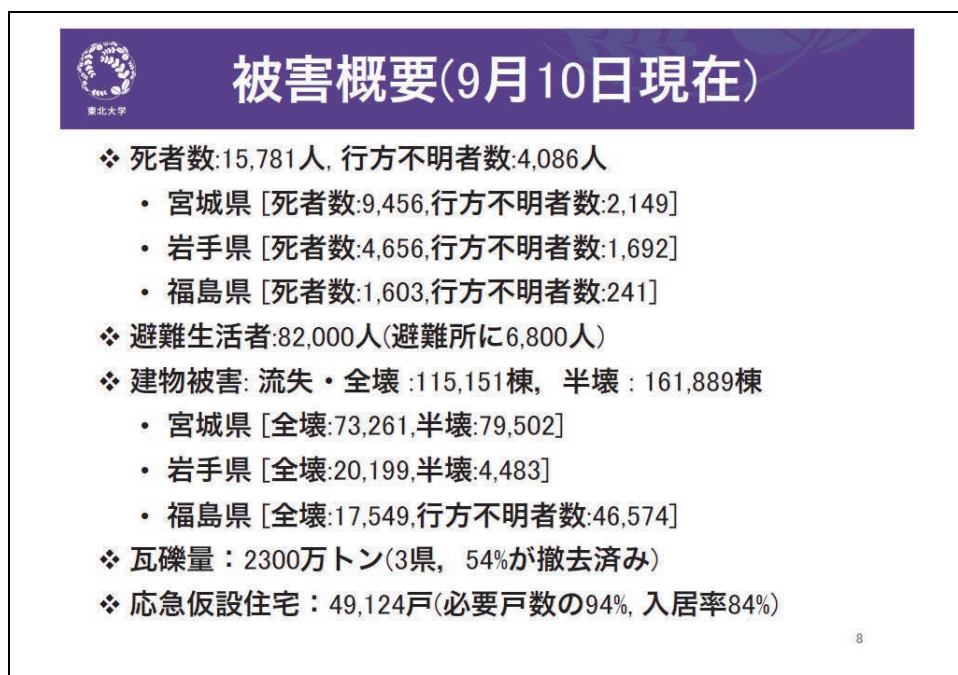 東北大学
被害概要(9月10日現在)
❖ 死者数:15,781人, 行方不明者数:4,086人
• 宮城県 [死者数:9,456,行方不明者数:2,149]
• 岩手県 [死者数:4,656,行方不明者数:1,692]
• 福島県 [死者数:1,603,行方不明者数:241]
❖ 避難生活者:82,000人(避難所に6,800人)
❖ 建物被害: 流失・全壊 :115,151棟, 半壊 : 161,889棟
• 宮城県 [全壊:73,261,半壊:79,502]
• 岩手県 [全壊:20,199,半壊:4,483]
• 福島県 [全壊:17,549,行方不明者数:46,574]
❖ 瓦礫量：2300万トン(3県, 54%が撤去済み)
❖ 応急仮設住宅：49,124戸(必要戸数の94%, 入居率84%)
8